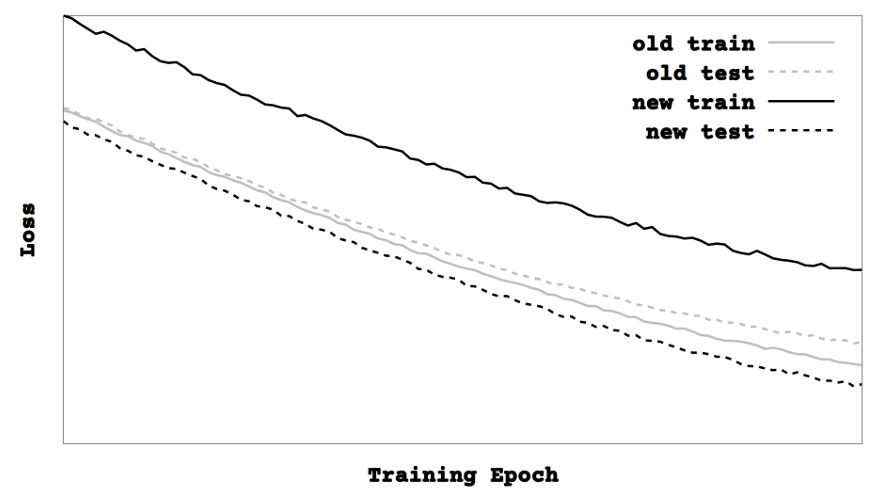 old train
old test
new train
new test
Loss
Training Epoch